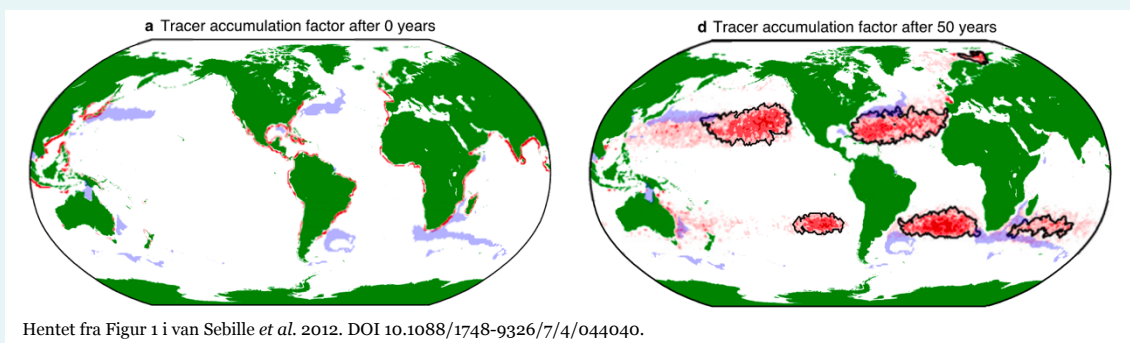 a Tracer accumulation factor after 0 years
d Tracer accumulation factor after 50 years
Hentet fra Figur 1 i van Sebille et al. 2012. DOI 10.1088/1748-9326/7/4/044040.